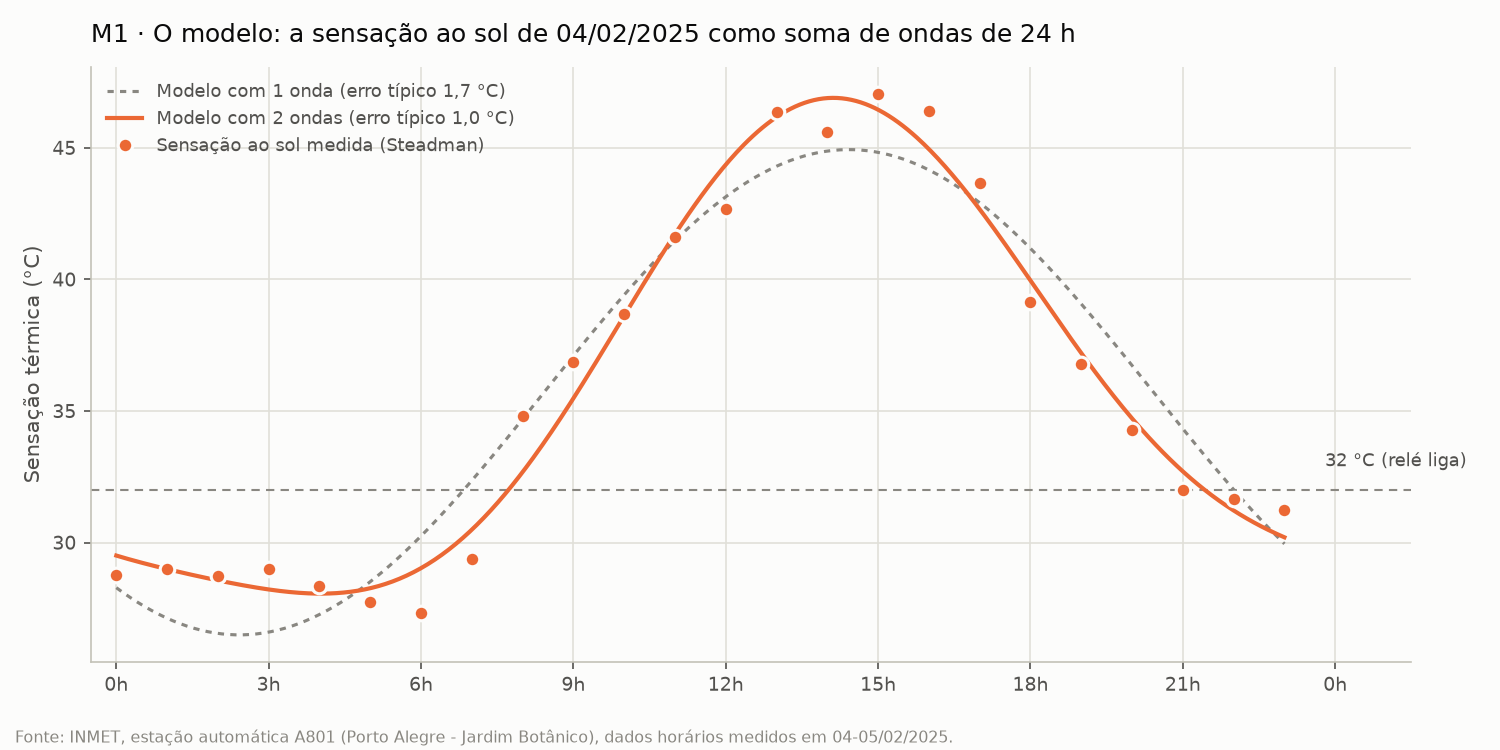 M1 · O modelo: a sensação ao sol de 04/02/2025 como soma de ondas de 24 h
Modelo com 1 onda (erro típico 1,7 °C)
Modelo com 2 ondas (erro típico 1,0 °C)
Sensação ao sol medida (Steadman)
Sensação térmica (°C)
45
40
35
30
32 °C (relé liga)
0h
3h
6h
9h
12h
15h
18h
21h
0h
Fonte: INMET, estação automática A801 (Porto Alegre - Jardim Botânico), dados horários medidos em 04-05/02/2025.